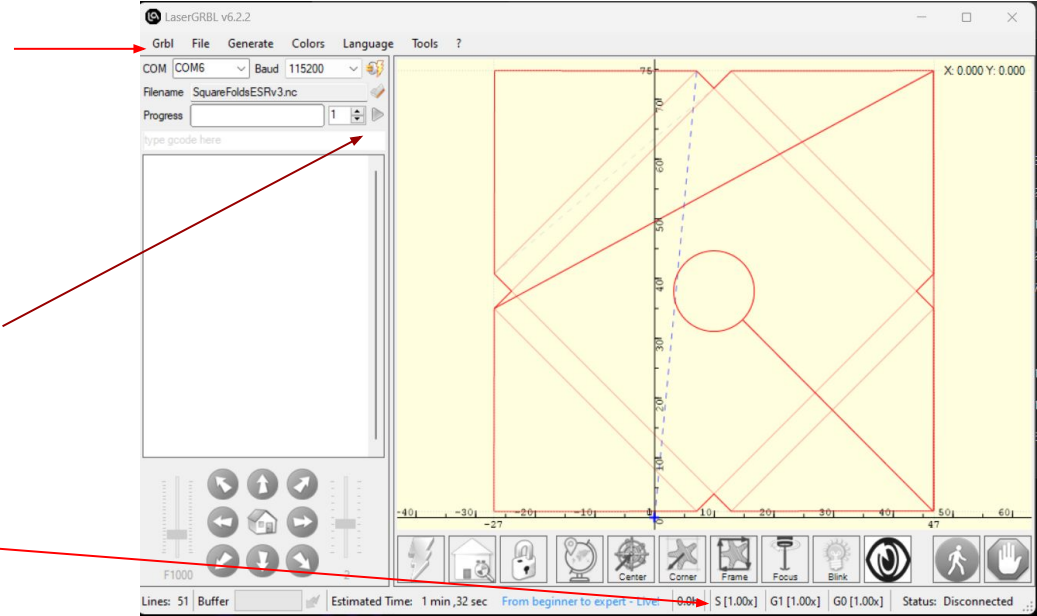 LaserGRBL v6.2.2
Grbl File Generate Colors Language Tools ?
COM COM6 Baud 115200
Filename SquareFoldsESRv3.nc
Progress 1
type gcode here
X: 0.000 Y: 0.000
75
70
60
50
40
30
20
10
-40 -30 -20 -10 0 10 20 30 40 50 60
-27 47
F1000 2
Center Corner Frame Focus Blink
Lines: 51 Buffer Estimated Time: 1 min ,32 sec From beginner to expert - Live! S [1.00x] G1 [1.00x] G0 [1.00x] Status: Disconnected